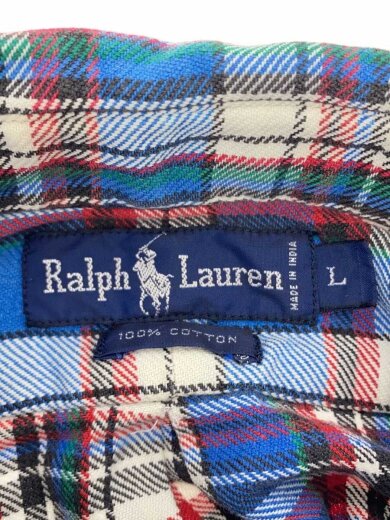 Ralph Lauren
MADE IN INDIA
L
100% COTTON